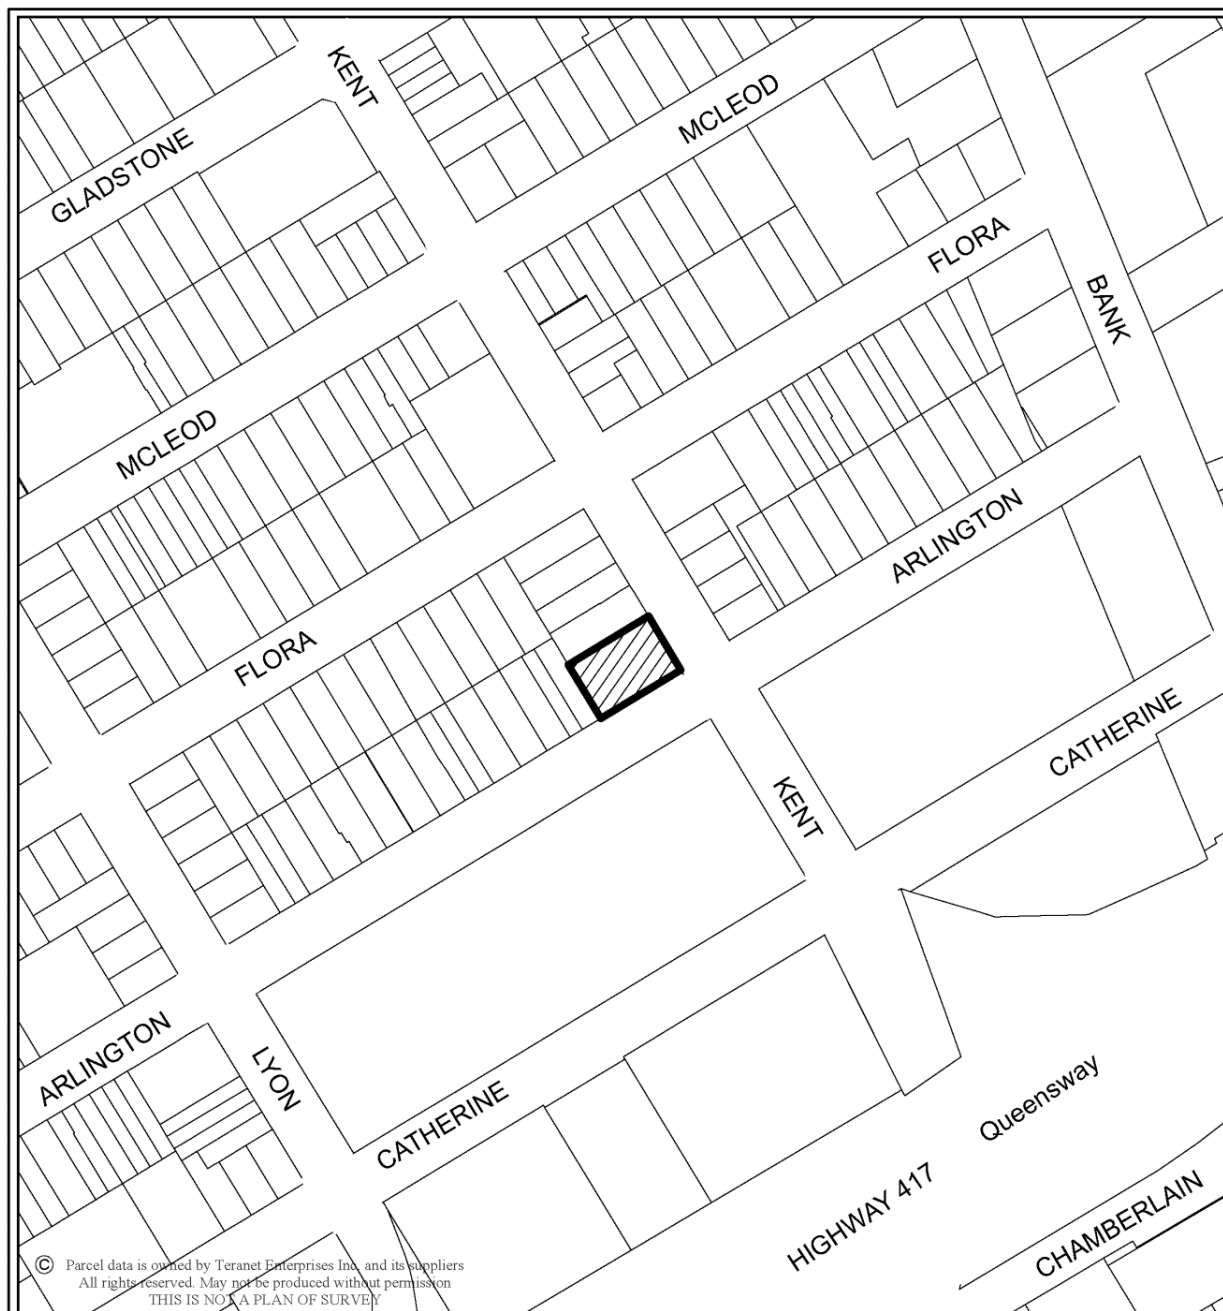 KENT
MCLEOD
GLADSTONE
FLORA
BANK
MCLEOD
ARLINGTON
FLORA
CATHERINE
KENT
ARLINGTON
LYON
CATHERINE
Queensway
HIGHWAY 417
CHAMBERLAIN
© Parcel data is owned by Teranet Enterprises Inc. and its suppliers
All rights reserved. May not be produced without permission
THIS IS NOT A PLAN OF SURVEY